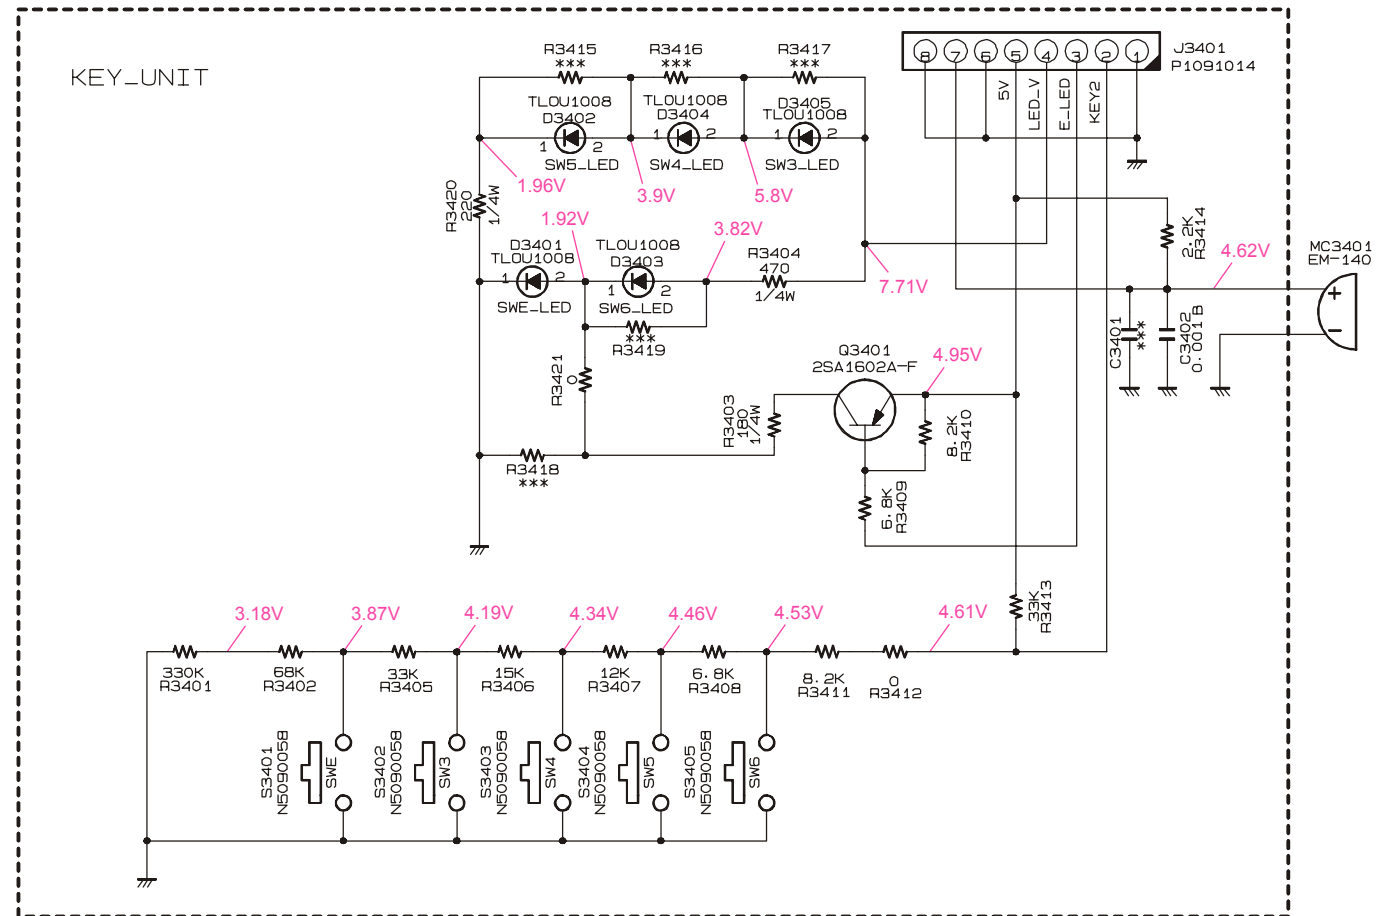 KEY_UNIT
R3415
***
R3416
***
R3417
***
TLOU1008
D3402
1 2
SW5_LED
TLOU1008
D3404
1 2
SW4_LED
D3405
TLOU1008
1 2
SW3_LED
8 7 6 5 4 3 2 1
J3401
P1091014
5V
LED_V
E_LED
KEY2
1.96V
3.9V
5.8V
R3420
220
1/4W
1.92V
3.82V
D3401
TLOU1008
1 2
SWE_LED
TLOU1008
D3403
1 2
SW6_LED
R3404
470
1/4W
7.71V
***
R3419
R3421
0
R3418
***
2.2K
R3414
4.62V
MC3401
EM-140
+
-
C3401
***
C3402
0.001B
Q3401
2SA1602A-F
4.95V
R3403
180
1/4W
8.2K
R3410
6.8K
R3409
33K
R3413
3.18V
3.87V
4.19V
4.34V
4.46V
4.53V
4.61V
330K
R3401
68K
R3402
33K
R3405
15K
R3406
12K
R3407
6.8K
R3408
8.2K
R3411
0
R3412
S3401
N5090058
SWE
S3402
N5090058
SW3
S3403
N5090058
SW4
S3404
N5090058
SW5
S3405
N5090058
SW6